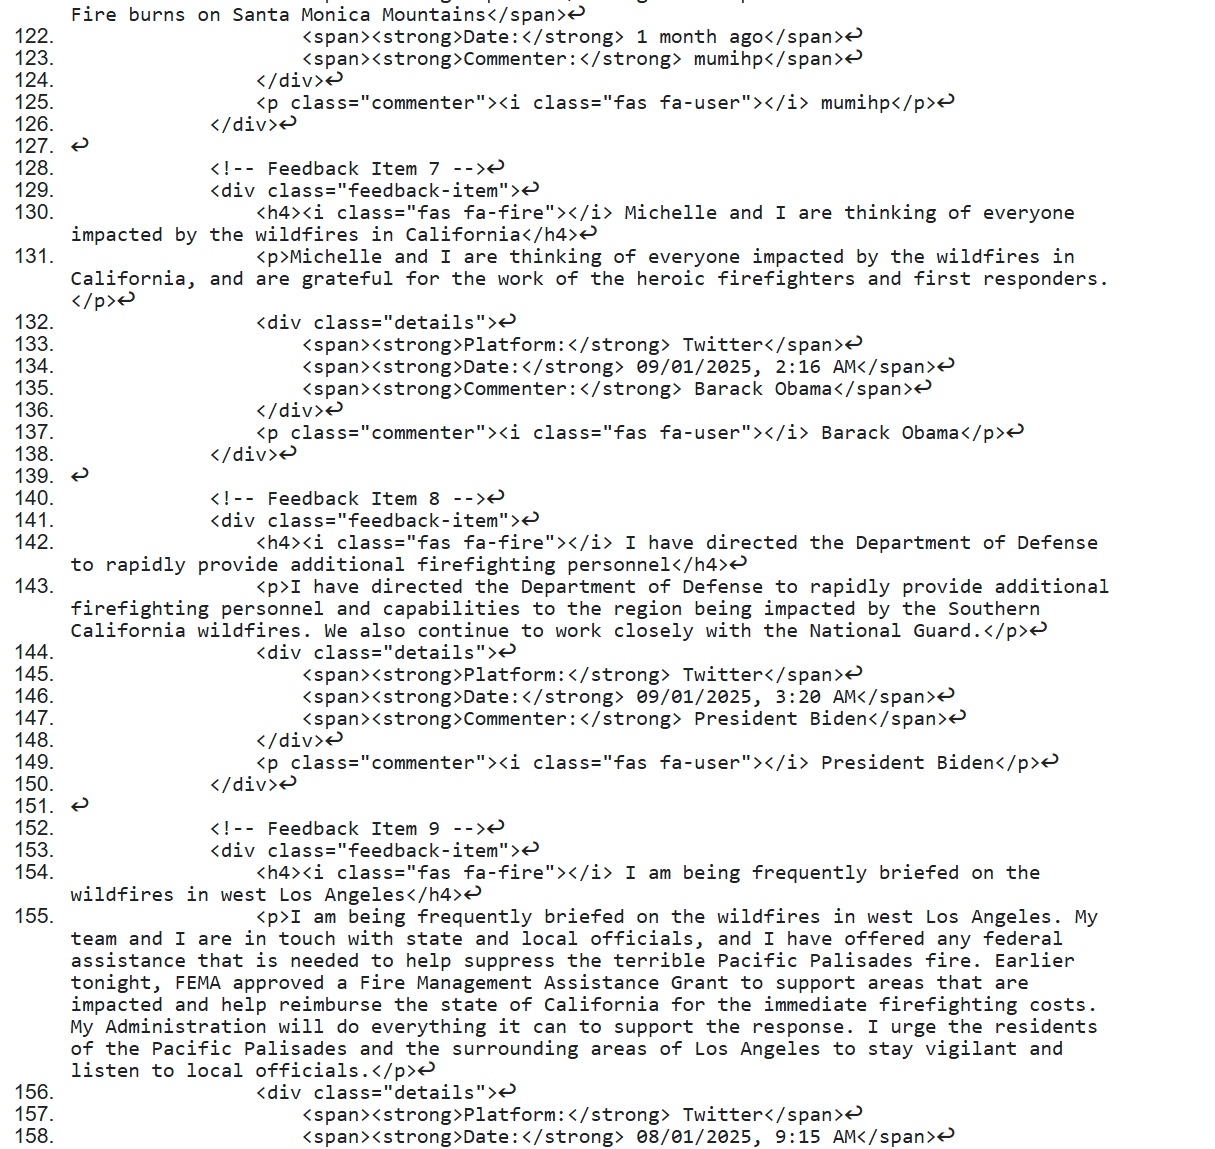 Fire burns on Santa Monica Mountains</span>↩
122. <span><strong>Date:</strong> 1 month ago</span>↩
123. <span><strong>Commenter:</strong> mumihp</span>↩
124. </div>↩
125. <p class="commenter"><i class="fas fa-user"></i> mumihp</p>↩
126. </div>↩
127. ↩
128. <!-- Feedback Item 7 -->↩
129. <div class="feedback-item">↩
130. <h4><i class="fas fa-fire"></i> Michelle and I are thinking of everyone
impacted by the wildfires in California</h4>↩
131. <p>Michelle and I are thinking of everyone impacted by the wildfires in
California, and are grateful for the work of the heroic firefighters and first responders.
</p>↩
132. <div class="details">↩
133. <span><strong>Platform:</strong> Twitter</span>↩
134. <span><strong>Date:</strong> 09/01/2025, 2:16 AM</span>↩
135. <span><strong>Commenter:</strong> Barack Obama</span>↩
136. </div>↩
137. <p class="commenter"><i class="fas fa-user"></i> Barack Obama</p>↩
138. </div>↩
139. ↩
140. <!-- Feedback Item 8 -->↩
141. <div class="feedback-item">↩
142. <h4><i class="fas fa-fire"></i> I have directed the Department of Defense
to rapidly provide additional firefighting personnel</h4>↩
143. <p>I have directed the Department of Defense to rapidly provide additional
firefighting personnel and capabilities to the region being impacted by the Southern
California wildfires. We also continue to work closely with the National Guard.</p>↩
144. <div class="details">↩
145. <span><strong>Platform:</strong> Twitter</span>↩
146. <span><strong>Date:</strong> 09/01/2025, 3:20 AM</span>↩
147. <span><strong>Commenter:</strong> President Biden</span>↩
148. </div>↩
149. <p class="commenter"><i class="fas fa-user"></i> President Biden</p>↩
150. </div>↩
151. ↩
152. <!-- Feedback Item 9 -->↩
153. <div class="feedback-item">↩
154. <h4><i class="fas fa-fire"></i> I am being frequently briefed on the
wildfires in west Los Angeles</h4>↩
155. <p>I am being frequently briefed on the wildfires in west Los Angeles. My
team and I are in touch with state and local officials, and I have offered any federal
assistance that is needed to help suppress the terrible Pacific Palisades fire. Earlier
tonight, FEMA approved a Fire Management Assistance Grant to support areas that are
impacted and help reimburse the state of California for the immediate firefighting costs.
My Administration will do everything it can to support the response. I urge the residents
of the Pacific Palisades and the surrounding areas of Los Angeles to stay vigilant and
listen to local officials.</p>↩
156. <div class="details">↩
157. <span><strong>Platform:</strong> Twitter</span>↩
158. <span><strong>Date:</strong> 08/01/2025, 9:15 AM</span>↩